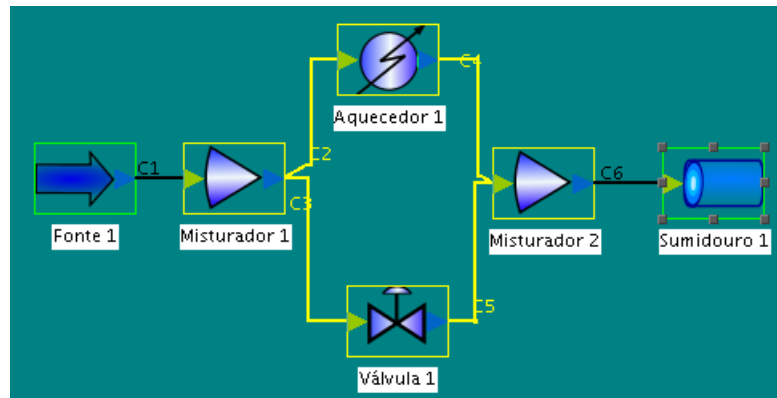 C4
Aquecedor 1
C2
C1
C6
C3
Fonte 1
Misturador 1
Misturador 2
Sumidouro 1
C5
Válvula 1